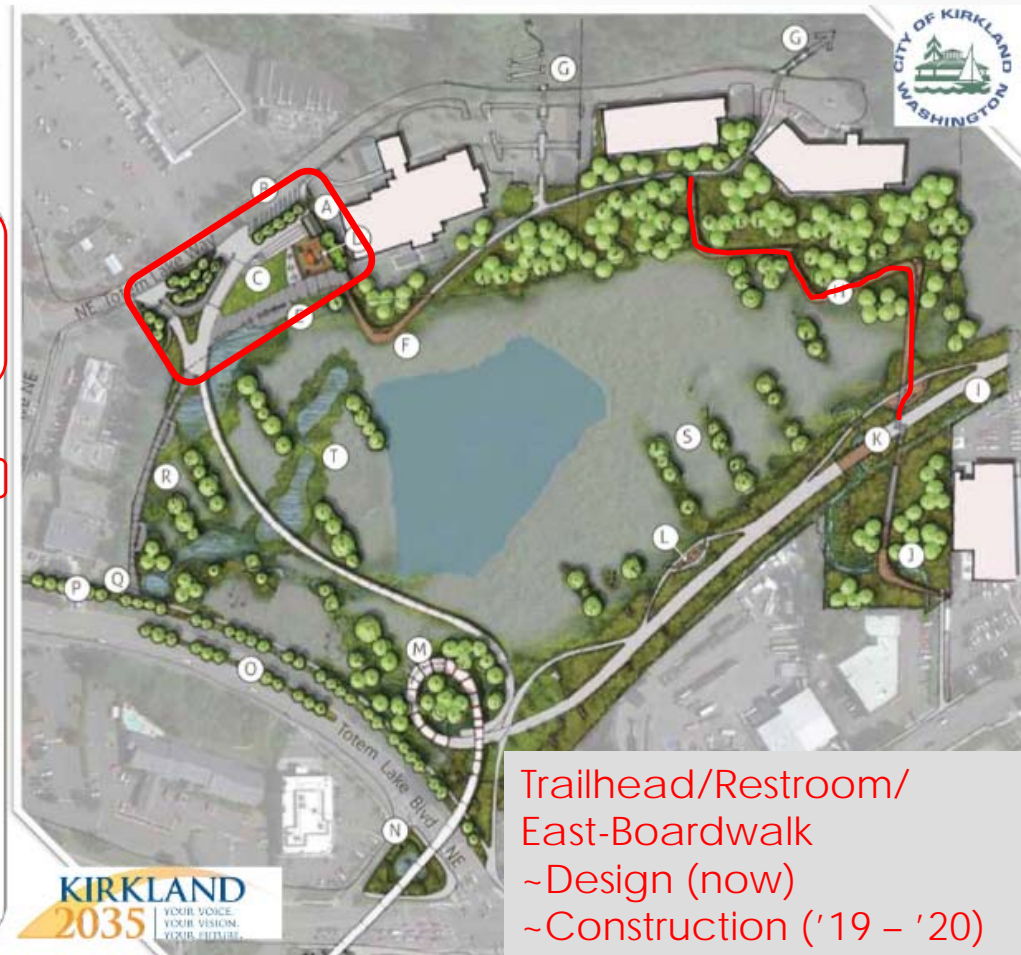 CITY OF KIRKLAND
WASHINGTON
G
G
B
A
D
NE Totem Lake Way
C
E
F
H
I
K
S
T
R
L
J
P
Q
M
O
Totem Lake Blvd
NE
N
KIRKLAND
2035
YOUR VOICE.
YOUR VISION.
YOUR FUTURE.
Trailhead/Restroom/
East-Boardwalk
~Design (now)
~Construction ('19 – '20)